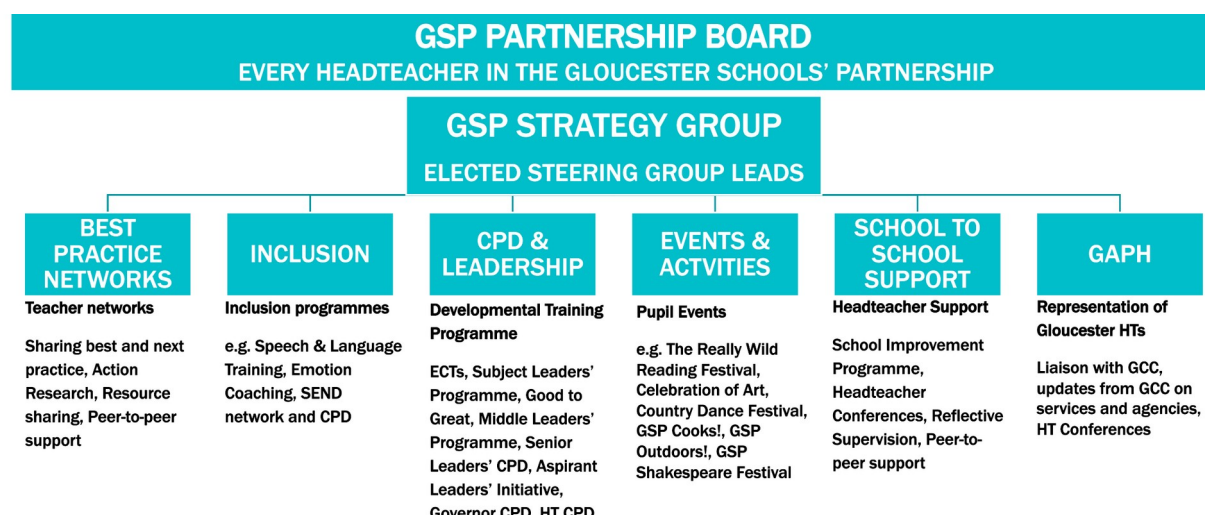 GSP PARTNERSHIP BOARD
EVERY HEADTEACHER IN THE GLOUCESTER SCHOOLS’ PARTNERSHIP
GSP STRATEGY GROUP
ELECTED STEERING GROUP LEADS
BEST
PRACTICE
NETWORKS
Teacher networks
Sharing best and next
practice, Action
Research, Resource
sharing, Peer-to-peer
support
INCLUSION
Inclusion programmes
e.g. Speech & Language
Training, Emotion
Coaching, SEND
network and CPD
CPD &
LEADERSHIP
Developmental Training
Programme
ECTs, Subject Leaders’
Programme, Good to
Great, Middle Leaders’
Programme, Senior
Leaders’ CPD, Aspirant
Leaders’ Initiative,
Governor CPD, HT CPD
EVENTS &
ACTVITIES
Pupil Events
e.g. The Really Wild
Reading Festival,
Celebration of Art,
Country Dance Festival,
GSP Cooks!, GSP
Outdoors!, GSP
Shakespeare Festival
SCHOOL TO
SCHOOL
SUPPORT
Headteacher Support
School Improvement
Programme,
Headteacher
Conferences, Reflective
Supervision, Peer-to-
peer support
GAPH
Representation of
Gloucester HTs
Liaison with GCC,
updates from GCC on
services and agencies,
HT Conferences